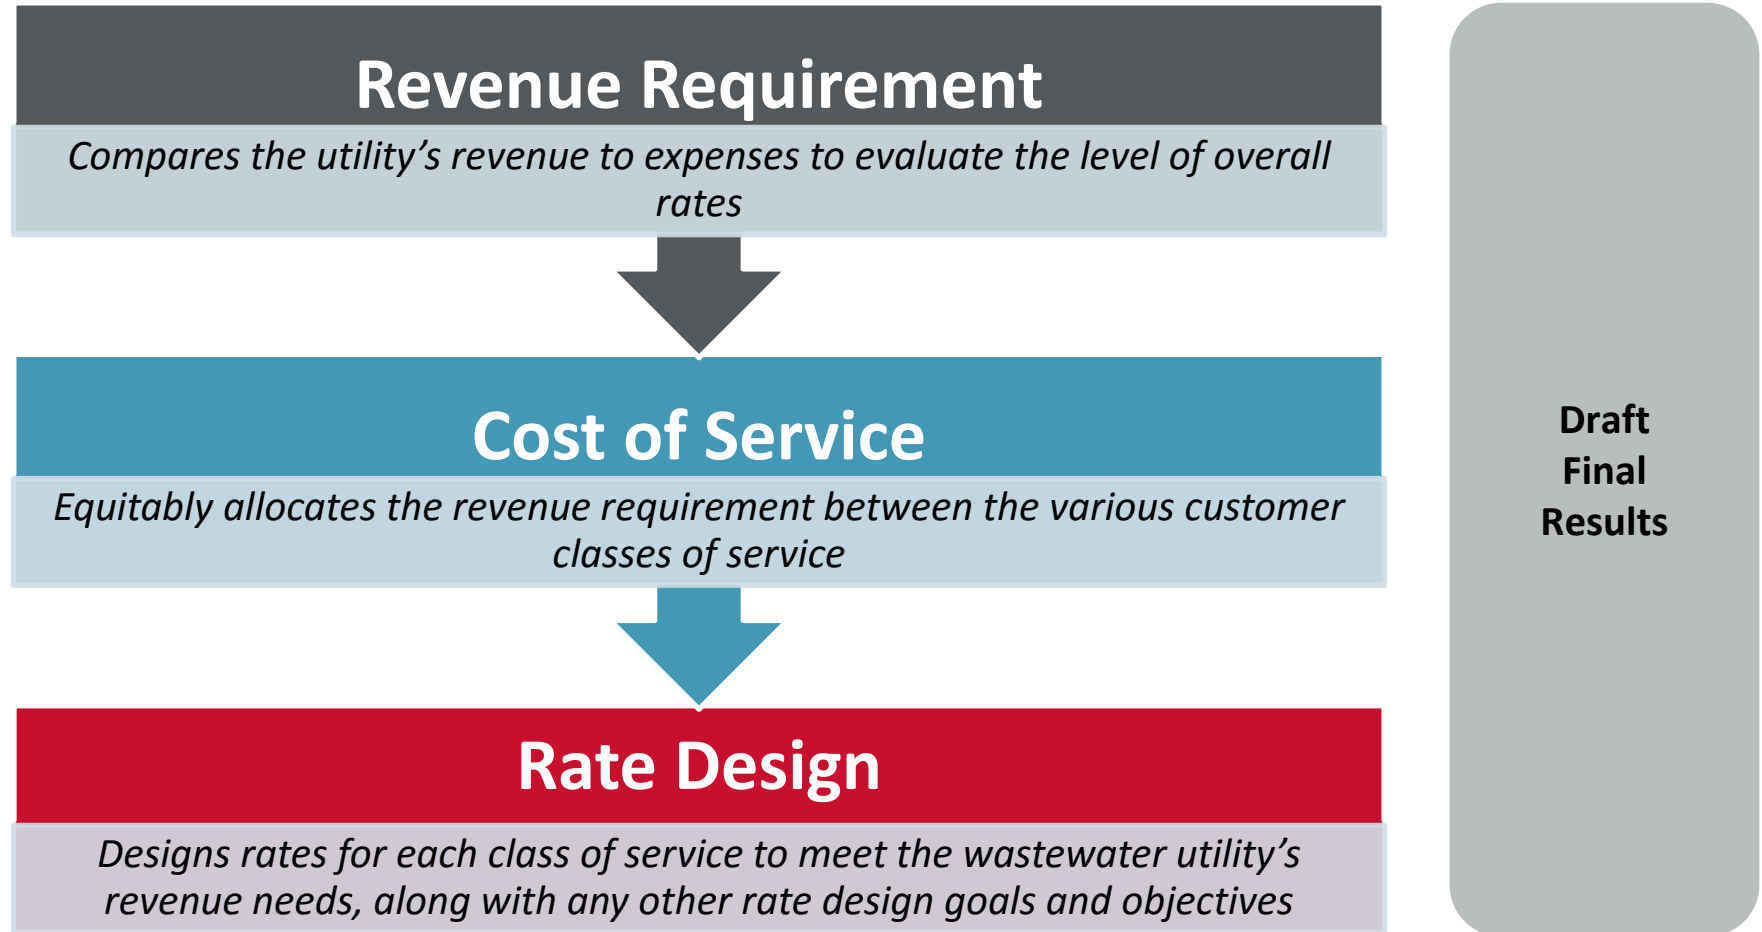 Revenue Requirement
Compares the utility’s revenue to expenses to evaluate the level of overall
rates
Cost of Service
Equitably allocates the revenue requirement between the various customer
classes of service
Rate Design
Designs rates for each class of service to meet the wastewater utility’s
revenue needs, along with any other rate design goals and objectives
Draft
Final
Results